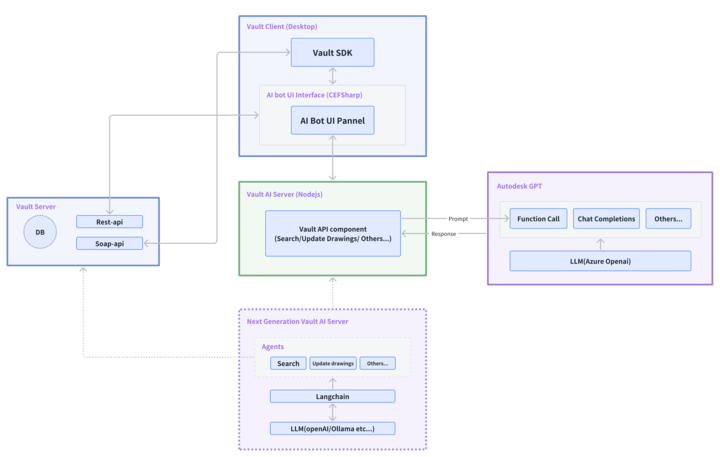 Vault Client (Desktop)
Vault SDK
AI bot UI Interface (CEFSharp)
AI Bot UI Pannel
Vault Server
DB
Rest-api
Soap-api
Vault AI Server (Nodejs)
Vault API component
(Search/Update Drawings/ Others...)
Prompt
Response
Autodesk GPT
Function Call
Chat Completions
Others...
LLM(Azure Openai)
Next Generation Vault AI Server
Agents
Search
Update drawings
Others...
Langchain
LLM(openAI/Ollama etc...)